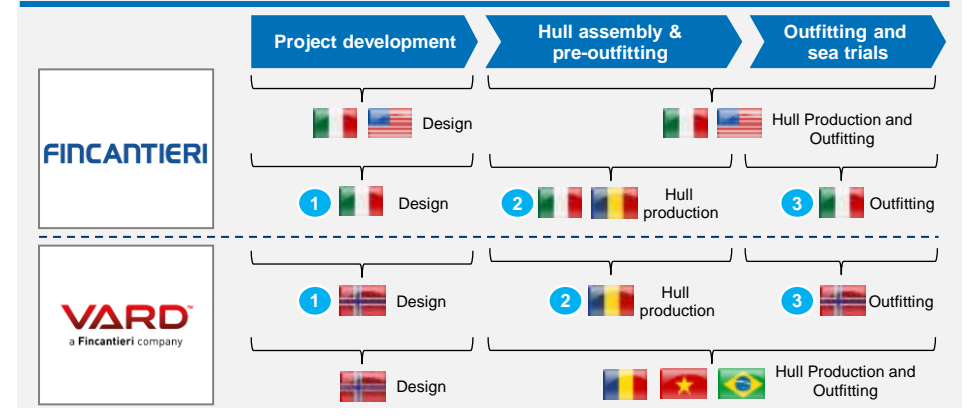 Project development
Hull assembly &
pre-outfitting
Outfitting and
sea trials
FINCANTIERI
Design
Hull Production and
Outfitting
1
Design
2
Hull
production
3
Outfitting
VARD™
a Fincantieri company
1
Design
2
Hull
production
3
Outfitting
Design
Hull Production and
Outfitting